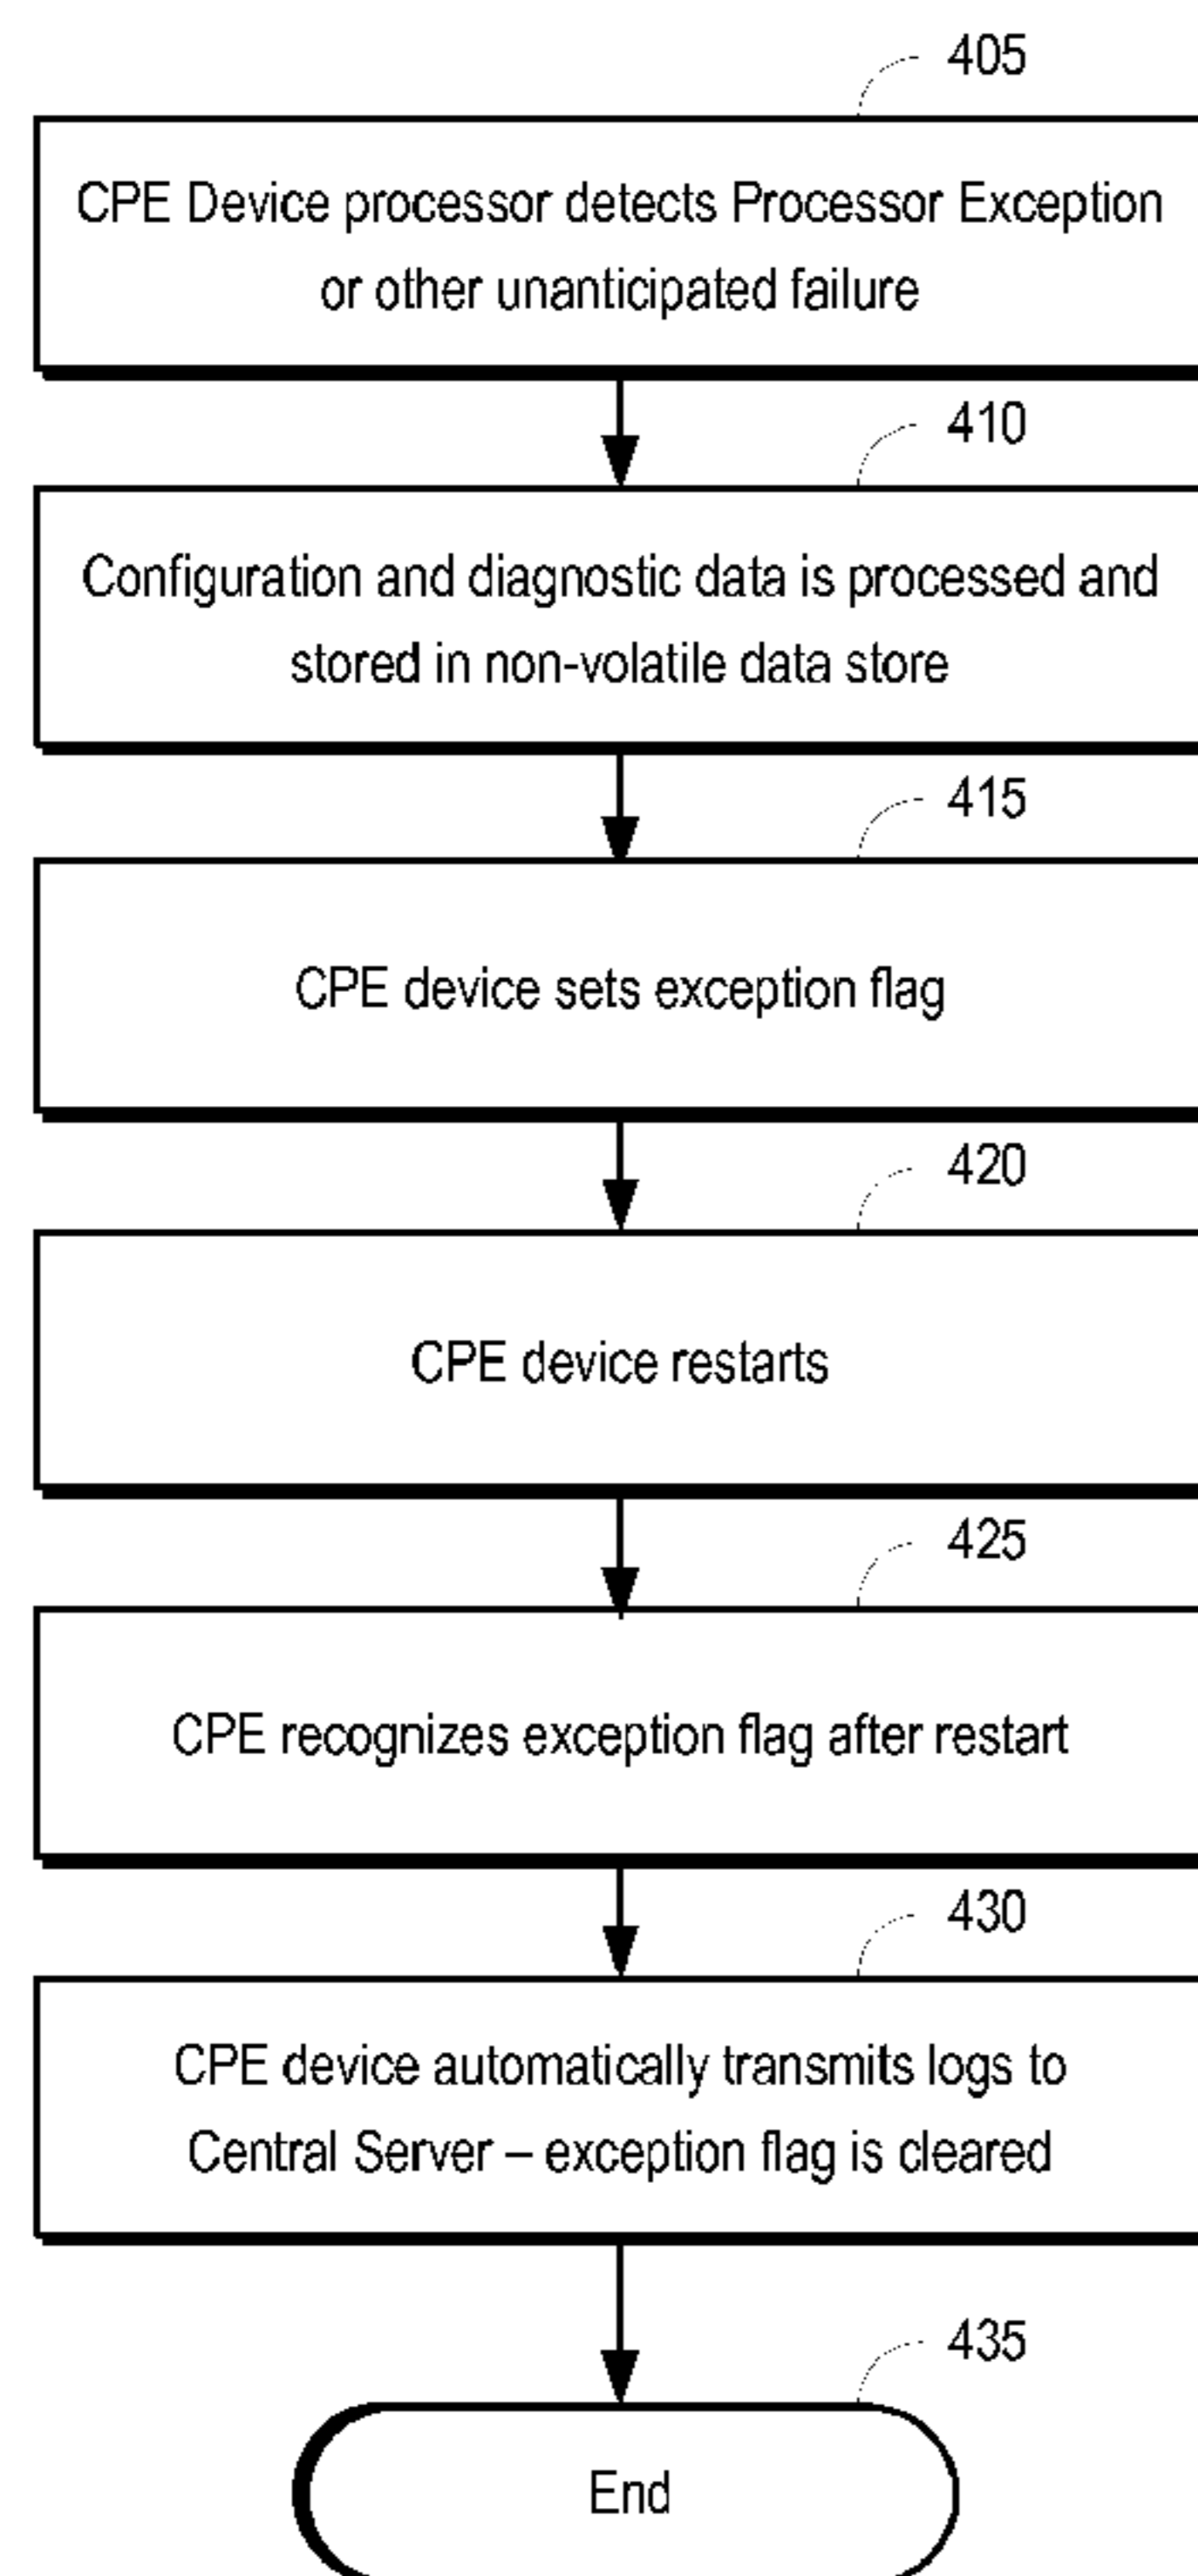 405
CPE Device processor detects Processor Exception
or other unanticipated failure
410
Configuration and diagnostic data is processed and
stored in non-volatile data store
415
CPE device sets exception flag
420
CPE device restarts
425
CPE recognizes exception flag after restart
430
CPE device automatically transmits logs to
Central Server – exception flag is cleared
435
End